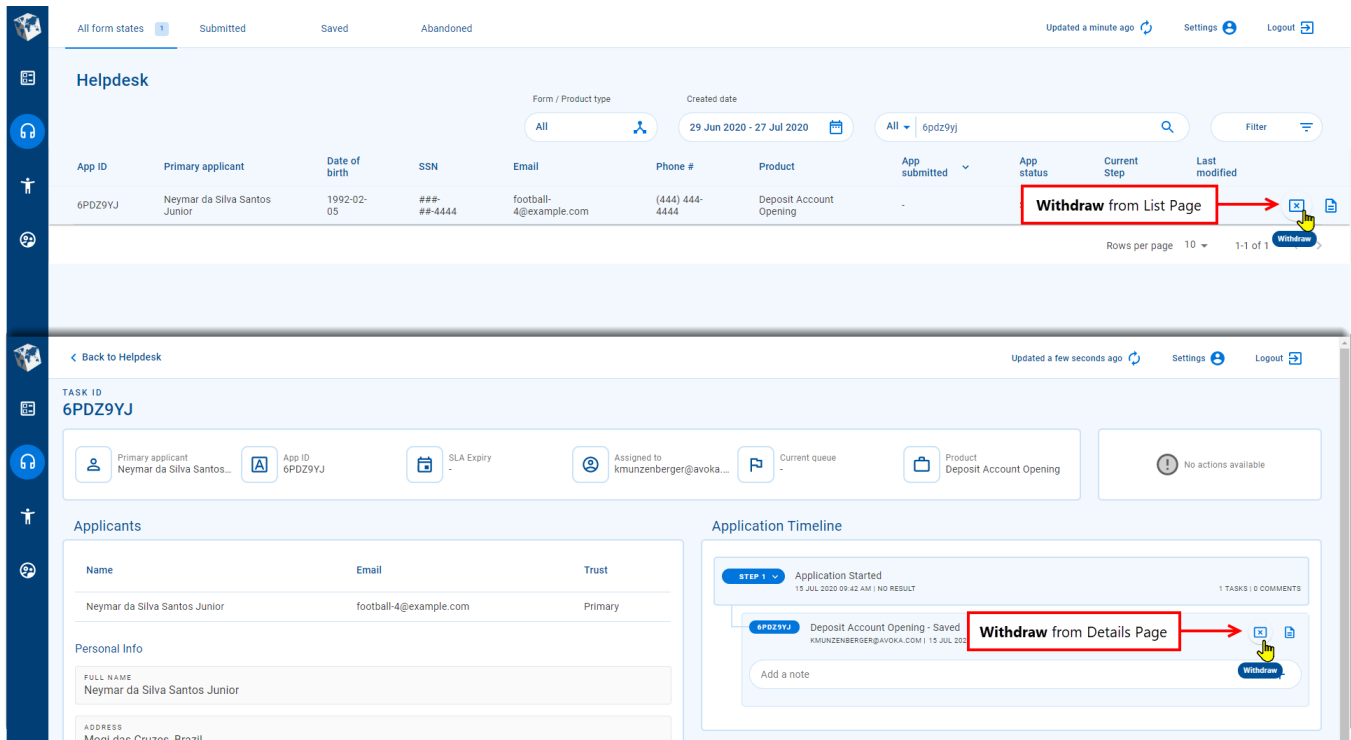 All form states 1 Submitted Saved Abandoned Updated a minute ago Settings Logout
Helpdesk
Form / Product type Created date
All 29 Jun 2020 - 27 Jul 2020 All 6pdz9yj Filter
App ID Primary applicant Date of birth SSN Email Phone # Product App submitted App status Current Step Last modified
6PDZ9YJ Neymar da Silva Santos Junior 1992-02-05 ###-##-4444 football-4@example.com (444) 444-4444 Deposit Account Opening -
Withdraw from List Page
Withdraw
Rows per page 10 1-1 of 1
Back to Helpdesk Updated a few seconds ago Settings Logout
TASK ID
6PDZ9YJ
Primary applicant
Neymar da Silva Santos...
App ID
6PDZ9YJ
SLA Expiry
-
Assigned to
kmunzenberger@avoka....
Current queue
-
Product
Deposit Account Opening
No actions available
Applicants
Name Email Trust
Neymar da Silva Santos Junior football-4@example.com Primary
Personal Info
FULL NAME
Neymar da Silva Santos Junior
ADDRESS
Mogi das Cruzes, Brazil
Application Timeline
STEP 1 Application Started
15 JUL 2020 09:42 AM | NO RESULT 1 TASKS | 0 COMMENTS
6PDZ9YJ Deposit Account Opening - Saved
KMUNZENBERGER@AVOKA.COM | 15 JUL 202
Withdraw from Details Page
Withdraw
Add a note